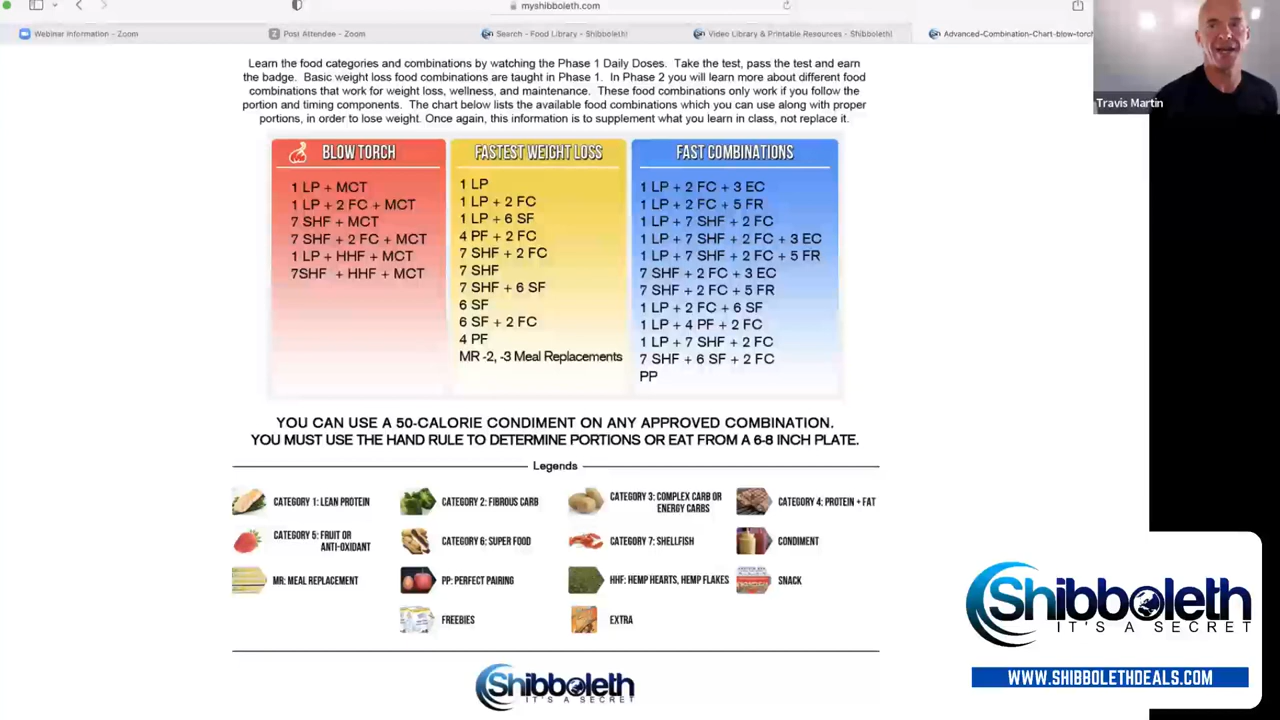 myshibboleth.com
Webinar Information - Zoom
Post Attendee - Zoom
Search - Food Library - Shibboleth!
Video Library & Printable Resources - Shibboleth!
Advanced-Combination-Chart-blow-torch
Travis Martin
Learn the food categories and combinations by watching the Phase 1 Daily Doses. Take the test, pass the test and earn
the badge. Basic weight loss food combinations are taught in Phase 1. In Phase 2 you will learn more about different food
combinations that work for weight loss, wellness, and maintenance. These food combinations only work if you follow the
portion and timing components. The chart below lists the available food combinations which you can use along with proper
portions, in order to lose weight. Once again, this information is to supplement what you learn in class, not replace it.
BLOW TORCH
1 LP + MCT
1 LP + 2 FC + MCT
7 SHF + MCT
7 SHF + 2 FC + MCT
1 LP + HHF + MCT
7SHF + HHF + MCT
FASTEST WEIGHT LOSS
1 LP
1 LP + 2 FC
1 LP + 6 SF
4 PF + 2 FC
7 SHF + 2 FC
7 SHF
7 SHF + 6 SF
6 SF
6 SF + 2 FC
4 PF
MR -2, -3 Meal Replacements
FAST COMBINATIONS
1 LP + 2 FC + 3 EC
1 LP + 2 FC + 5 FR
1 LP + 7 SHF + 2 FC
1 LP + 7 SHF + 2 FC + 3 EC
1 LP + 7 SHF + 2 FC + 5 FR
7 SHF + 2 FC + 3 EC
7 SHF + 2 FC + 5 FR
1 LP + 2 FC + 6 SF
1 LP + 4 PF + 2 FC
1 LP + 7 SHF + 2 FC
7 SHF + 6 SF + 2 FC
PP
YOU CAN USE A 50-CALORIE CONDIMENT ON ANY APPROVED COMBINATION.
YOU MUST USE THE HAND RULE TO DETERMINE PORTIONS OR EAT FROM A 6-8 INCH PLATE.
Legends
CATEGORY 1: LEAN PROTEIN
CATEGORY 2: FIBROUS CARB
CATEGORY 3: COMPLEX CARB OR
ENERGY CARBS
CATEGORY 4: PROTEIN + FAT
CATEGORY 5: FRUIT OR
ANTI-OXIDANT
CATEGORY 6: SUPER FOOD
CATEGORY 7: SHELLFISH
CONDIMENT
MR: MEAL REPLACEMENT
PP: PERFECT PAIRING
HHF: HEMP HEARTS, HEMP FLAKES
SNACK
FREEBIES
EXTRA
Shibboleth
IT'S A SECRET
Shibboleth
IT'S A SECRET
WWW.SHIBBOLETHDEALS.COM